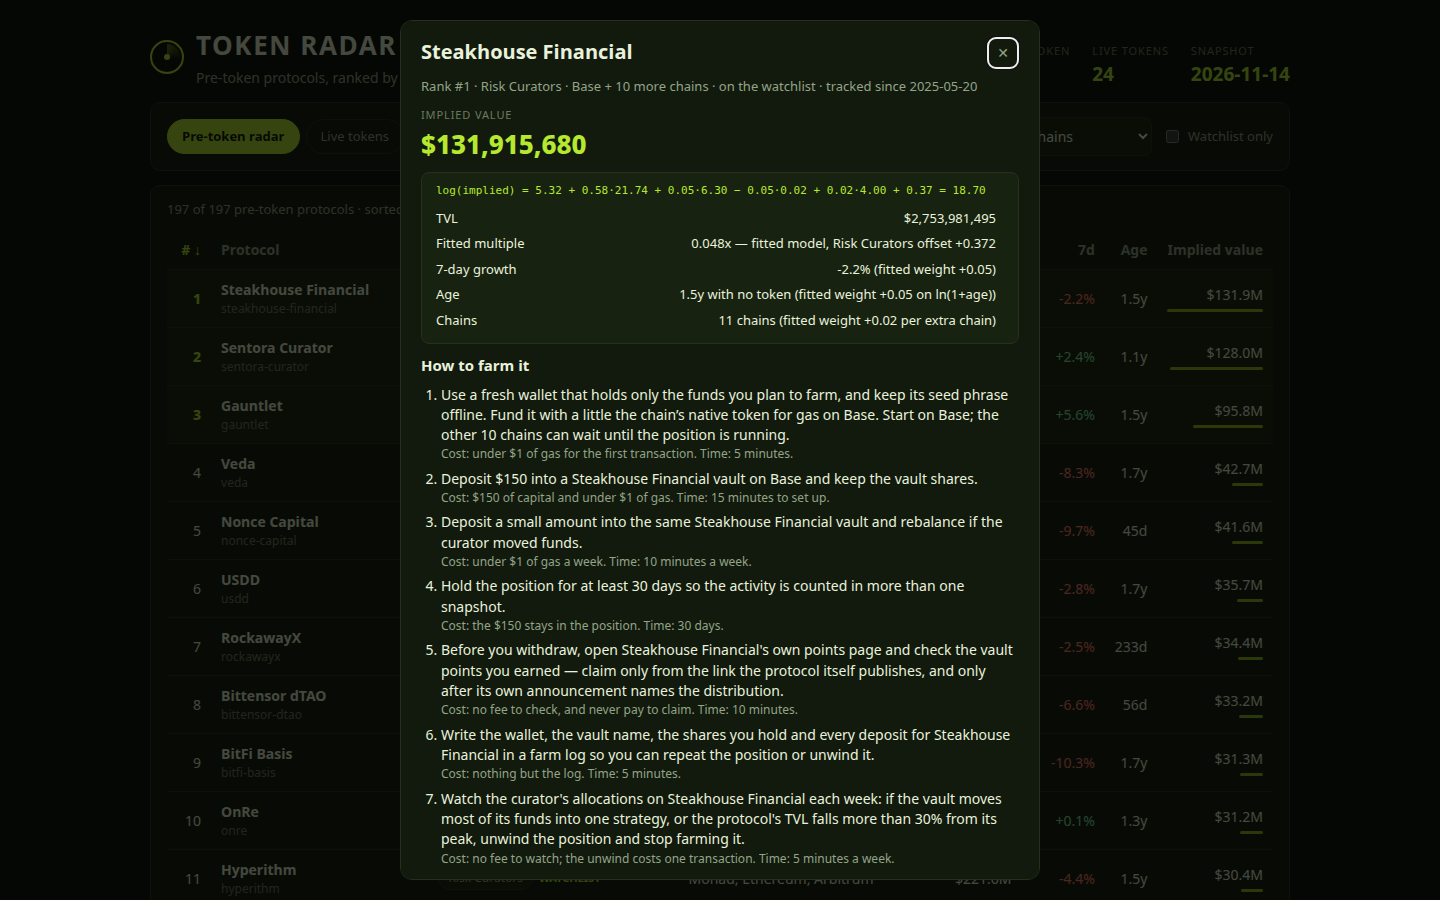 TOKEN RADAR
Pre-token protocols, ranked by
OKEN
LIVE TOKENS
SNAPSHOT
24
2026-11-14
Pre-token radar
Live tokens
hains
Watchlist only
197 of 197 pre-token protocols · sorted
# ↓
Protocol
7d
Age
Implied value
1
Steakhouse Financial
steakhouse-financial
-2.2%
1.5y
$131.9M
2
Sentora Curator
sentora-curator
+2.4%
1.1y
$128.0M
3
Gauntlet
gauntlet
+5.6%
1.5y
$95.8M
4
Veda
veda
-8.3%
1.7y
$42.7M
5
Nonce Capital
nonce-capital
-9.7%
45d
$41.6M
6
USDD
usdd
-2.8%
1.7y
$35.7M
7
RockawayX
rockawayx
-2.5%
233d
$34.4M
8
Bittensor dTAO
bittensor-dtao
-6.6%
56d
$33.2M
9
BitFi Basis
bitfi-basis
-10.3%
1.7y
$31.3M
10
OnRe
onre
+0.1%
1.3y
$31.2M
11
Hyperithm
hyperithm
Monad, Ethereum, Arbitrum
-4.4%
1.5y
$30.4M
Steakhouse Financial
×
Rank #1 · Risk Curators · Base + 10 more chains · on the watchlist · tracked since 2025-05-20
IMPLIED VALUE
$131,915,680
log(implied) = 5.32 + 0.58·21.74 + 0.05·6.30 − 0.05·0.02 + 0.02·4.00 + 0.37 = 18.70
TVL
$2,753,981,495
Fitted multiple
0.048x — fitted model, Risk Curators offset +0.372
7-day growth
-2.2% (fitted weight +0.05)
Age
1.5y with no token (fitted weight +0.05 on ln(1+age))
Chains
11 chains (fitted weight +0.02 per extra chain)
How to farm it
1. Use a fresh wallet that holds only the funds you plan to farm, and keep its seed phrase
offline. Fund it with a little the chain’s native token for gas on Base. Start on Base; the
other 10 chains can wait until the position is running.
Cost: under $1 of gas for the first transaction. Time: 5 minutes.
2. Deposit $150 into a Steakhouse Financial vault on Base and keep the vault shares.
Cost: $150 of capital and under $1 of gas. Time: 15 minutes to set up.
3. Deposit a small amount into the same Steakhouse Financial vault and rebalance if the
curator moved funds.
Cost: under $1 of gas a week. Time: 10 minutes a week.
4. Hold the position for at least 30 days so the activity is counted in more than one
snapshot.
Cost: the $150 stays in the position. Time: 30 days.
5. Before you withdraw, open Steakhouse Financial's own points page and check the vault
points you earned — claim only from the link the protocol itself publishes, and only
after its own announcement names the distribution.
Cost: no fee to check, and never pay to claim. Time: 10 minutes.
6. Write the wallet, the vault name, the shares you hold and every deposit for Steakhouse
Financial in a farm log so you can repeat the position or unwind it.
Cost: nothing but the log. Time: 5 minutes.
7. Watch the curator's allocations on Steakhouse Financial each week: if the vault moves
most of its funds into one strategy, or the protocol's TVL falls more than 30% from its
peak, unwind the position and stop farming it.
Cost: no fee to watch; the unwind costs one transaction. Time: 5 minutes a week.